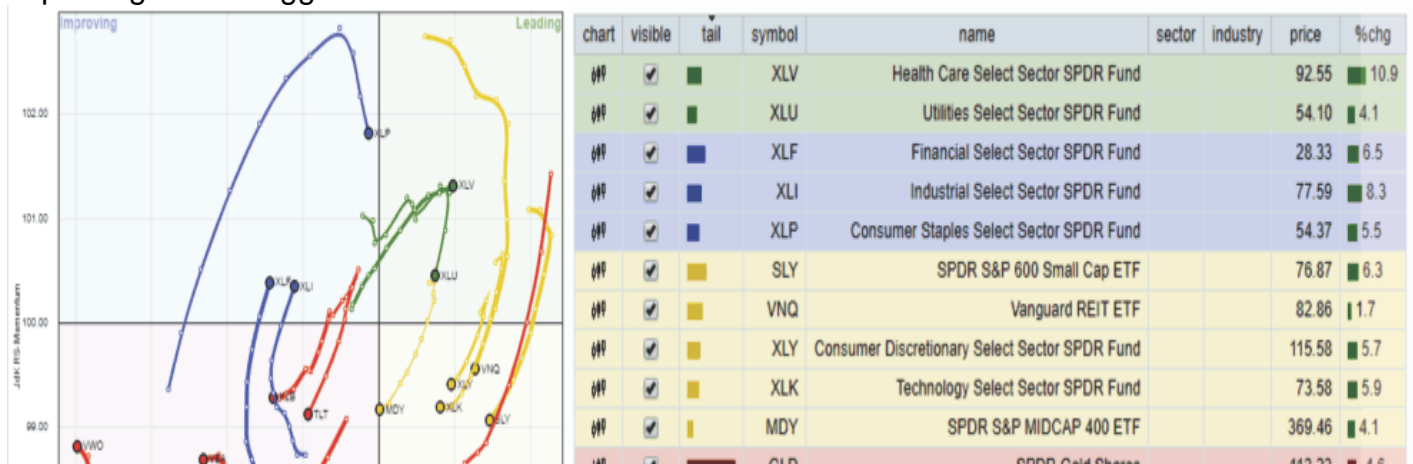 Improving
Leading
102.00
101.00
100.00
99.00
JdK RS-Momentum
XLP
XLV
XLU
XLF
XLI
VNQ
XLY
XLK
MDY
SLY
XLB
TLT
VWO
chart visible tail symbol name sector industry price %chg
XLV Health Care Select Sector SPDR Fund 92.55 10.9
XLU Utilities Select Sector SPDR Fund 54.10 4.1
XLF Financial Select Sector SPDR Fund 28.33 6.5
XLI Industrial Select Sector SPDR Fund 77.59 8.3
XLP Consumer Staples Select Sector SPDR Fund 54.37 5.5
SLY SPDR S&P 600 Small Cap ETF 76.87 6.3
VNQ Vanguard REIT ETF 82.86 1.7
XLY Consumer Discretionary Select Sector SPDR Fund 115.58 5.7
XLK Technology Select Sector SPDR Fund 73.58 5.9
MDY SPDR S&P MIDCAP 400 ETF 369.46 4.1
GLD SPDR Gold Shares